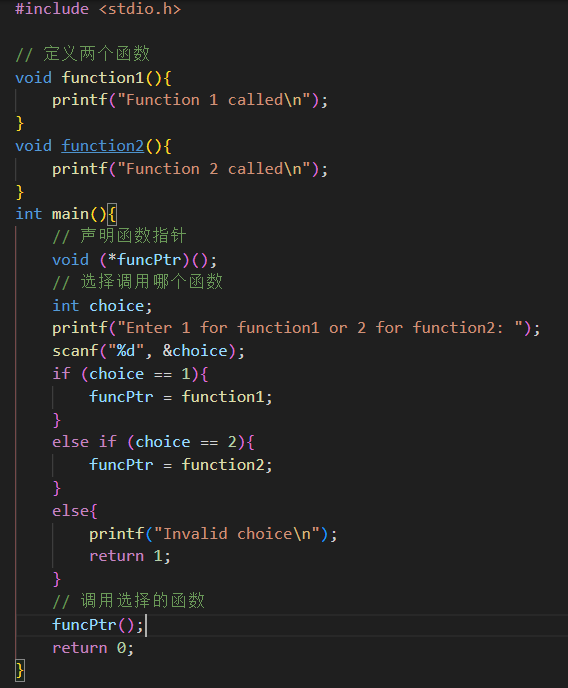 #include <stdio.h>
// 定义两个函数
void function1(){
    printf("Function 1 called\n");
}
void function2(){
    printf("Function 2 called\n");
}
int main(){
    // 声明函数指针
    void (*funcPtr)();
    // 选择调用哪个函数
    int choice;
    printf("Enter 1 for function1 or 2 for function2: ");
    scanf("%d", &choice);
    if (choice == 1){
        funcPtr = function1;
    }
    else if (choice == 2){
        funcPtr = function2;
    }
    else{
        printf("Invalid choice\n");
        return 1;
    }
    // 调用选择的函数
    funcPtr();
    return 0;
}